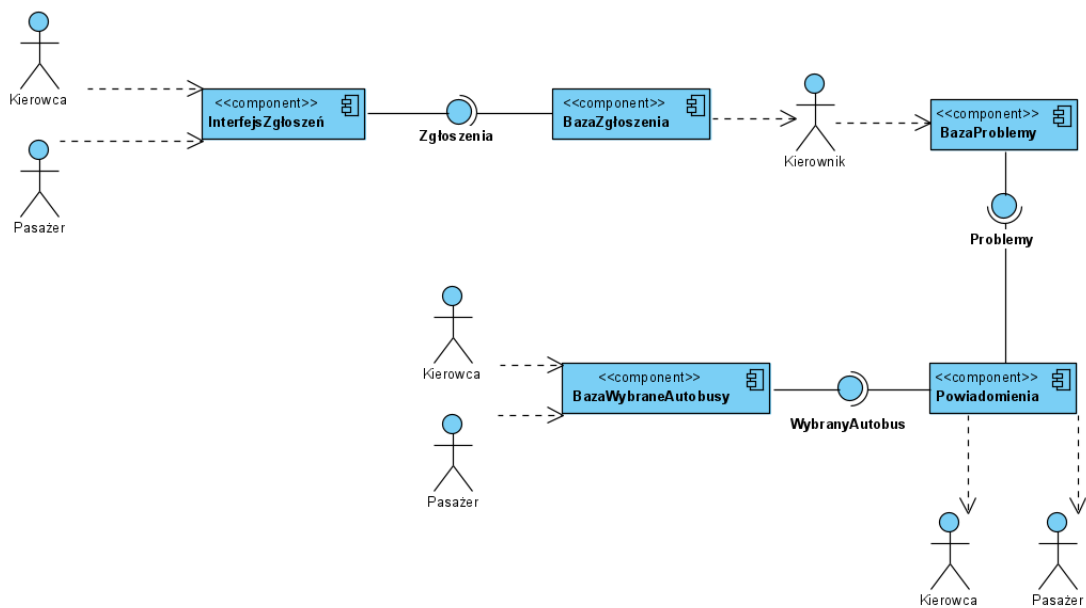 Kierowca
<<component>>
InterfejsZgłoszeń
Zgłoszenia
<<component>>
BazaZgłoszenia
Kierownik
<<component>>
BazaProblemy
Pasażer
Problemy
Kierowca
<<component>>
BazaWybraneAutobusy
WybranyAutobus
<<component>>
Powiadomienia
Pasażer
Kierowca
Pasażer